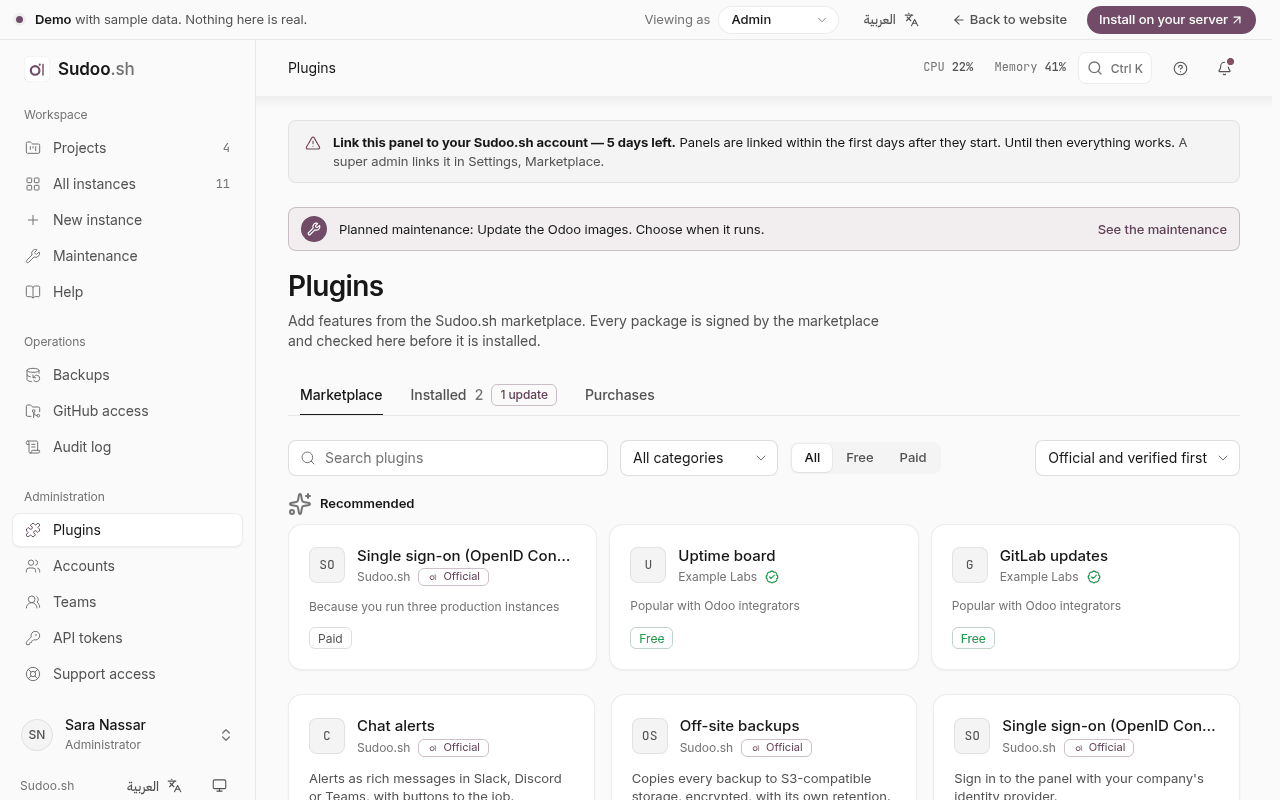 Demo with sample data. Nothing here is real.
Viewing as
Admin
العربية
Back to website
Install on your server
Sudoo.sh
Workspace
Projects 4
All instances 11
New instance
Maintenance
Help
Operations
Backups
GitHub access
Audit log
Administration
Plugins
Accounts
Teams
API tokens
Support access
SN
Sara Nassar
Administrator
Sudoo.sh
العربية
Plugins
CPU 22%
Memory 41%
Ctrl K
Link this panel to your Sudoo.sh account — 5 days left. Panels are linked within the first days after they start. Until then everything works. A
super admin links it in Settings, Marketplace.
Planned maintenance: Update the Odoo images. Choose when it runs.
See the maintenance
Plugins
Add features from the Sudoo.sh marketplace. Every package is signed by the marketplace
and checked here before it is installed.
Marketplace
Installed 2
1 update
Purchases
Search plugins
All categories
All
Free
Paid
Official and verified first
Recommended
SO
Single sign-on (OpenID Con...
Sudoo.sh
Official
Because you run three production instances
Paid
U
Uptime board
Example Labs
Popular with Odoo integrators
Free
G
GitLab updates
Example Labs
Popular with Odoo integrators
Free
C
Chat alerts
Sudoo.sh
Official
Alerts as rich messages in Slack, Discord
or Teams, with buttons to the job.
OS
Off-site backups
Sudoo.sh
Official
Copies every backup to S3-compatible
storage, encrypted, with its own retention.
SO
Single sign-on (OpenID Con...
Sudoo.sh
Official
Sign in to the panel with your company's
identity provider.